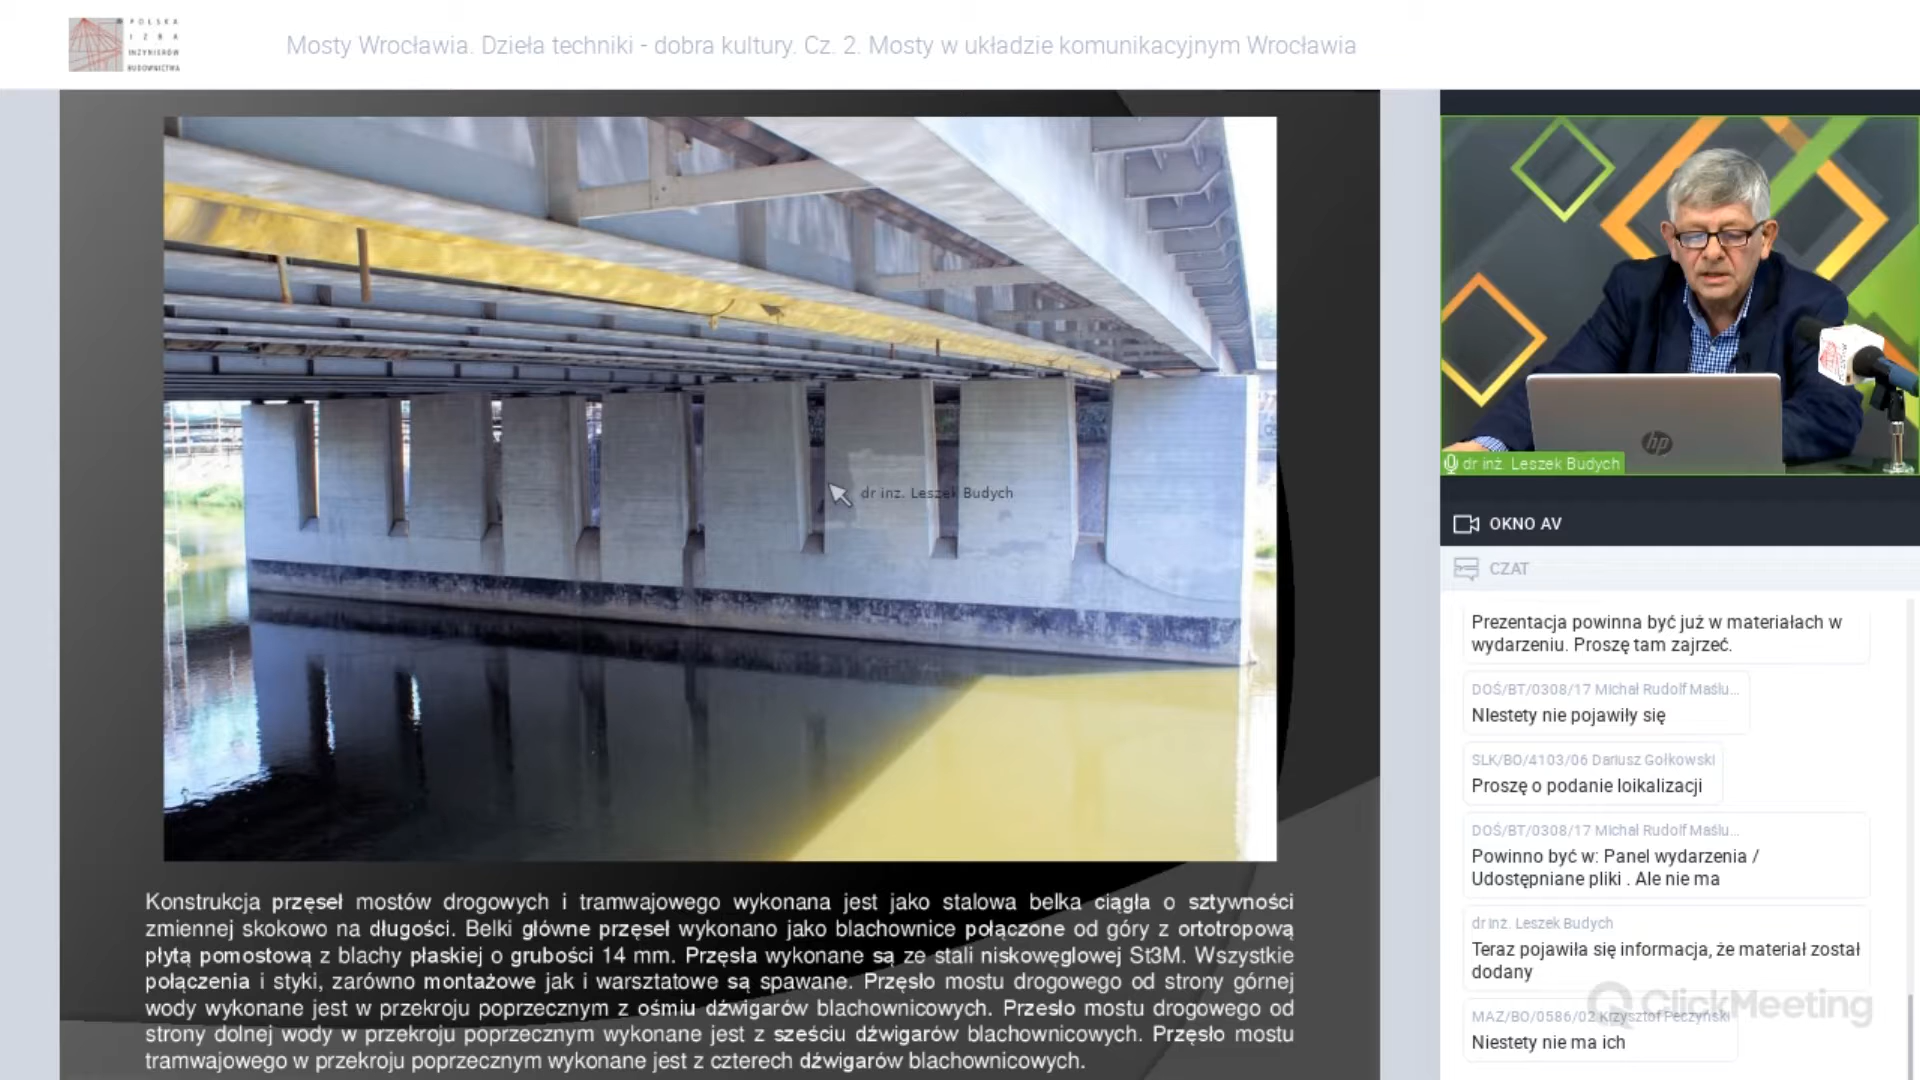 POLSKA
IZBA
INŻYNIERÓW
BUDOWNICTWA
Mosty Wrocławia. Dzieła techniki - dobra kultury. Cz. 2. Mosty w układzie komunikacyjnym Wrocławia
dr inż. Leszek Budych
Konstrukcja przęseł mostów drogowych i tramwajowego wykonana jest jako stalowa belka ciągła o sztywności
zmiennej skokowo na długości. Belki główne przęseł wykonano jako blachownice połączone od góry z ortotropową
płytą pomostową z blachy płaskiej o grubości 14 mm. Przęsła wykonane są ze stali niskowęglowej St3M. Wszystkie
połączenia i styki, zarówno montażowe jak i warsztatowe są spawane. Przęsło mostu drogowego od strony górnej
wody wykonane jest w przekroju poprzecznym z ośmiu dźwigarów blachownicowych. Przesło mostu drogowego od
strony dolnej wody w przekroju poprzecznym wykonane jest z sześciu dźwigarów blachownicowych. Przęsło mostu
tramwajowego w przekroju poprzecznym wykonane jest z czterech dźwigarów blachownicowych.
hp
dr inż. Leszek Budych
OKNO AV
CZAT
Prezentacja powinna być już w materiałach w
wydarzeniu. Proszę tam zajrzeć.
DOŚ/BT/0308/17 Michał Rudolf Maślu...
NIestety nie pojawiły się
SLK/BO/4103/06 Dariusz Gołkowski
Proszę o podanie loikalizacji
DOŚ/BT/0308/17 Michał Rudolf Maślu...
Powinno być w: Panel wydarzenia /
Udostępniane pliki . Ale nie ma
dr inż. Leszek Budych
Teraz pojawiła się informacja, że materiał został
dodany
MAZ/BO/0586/02 Krzysztof Peczyński
Niestety nie ma ich
ClickMeeting